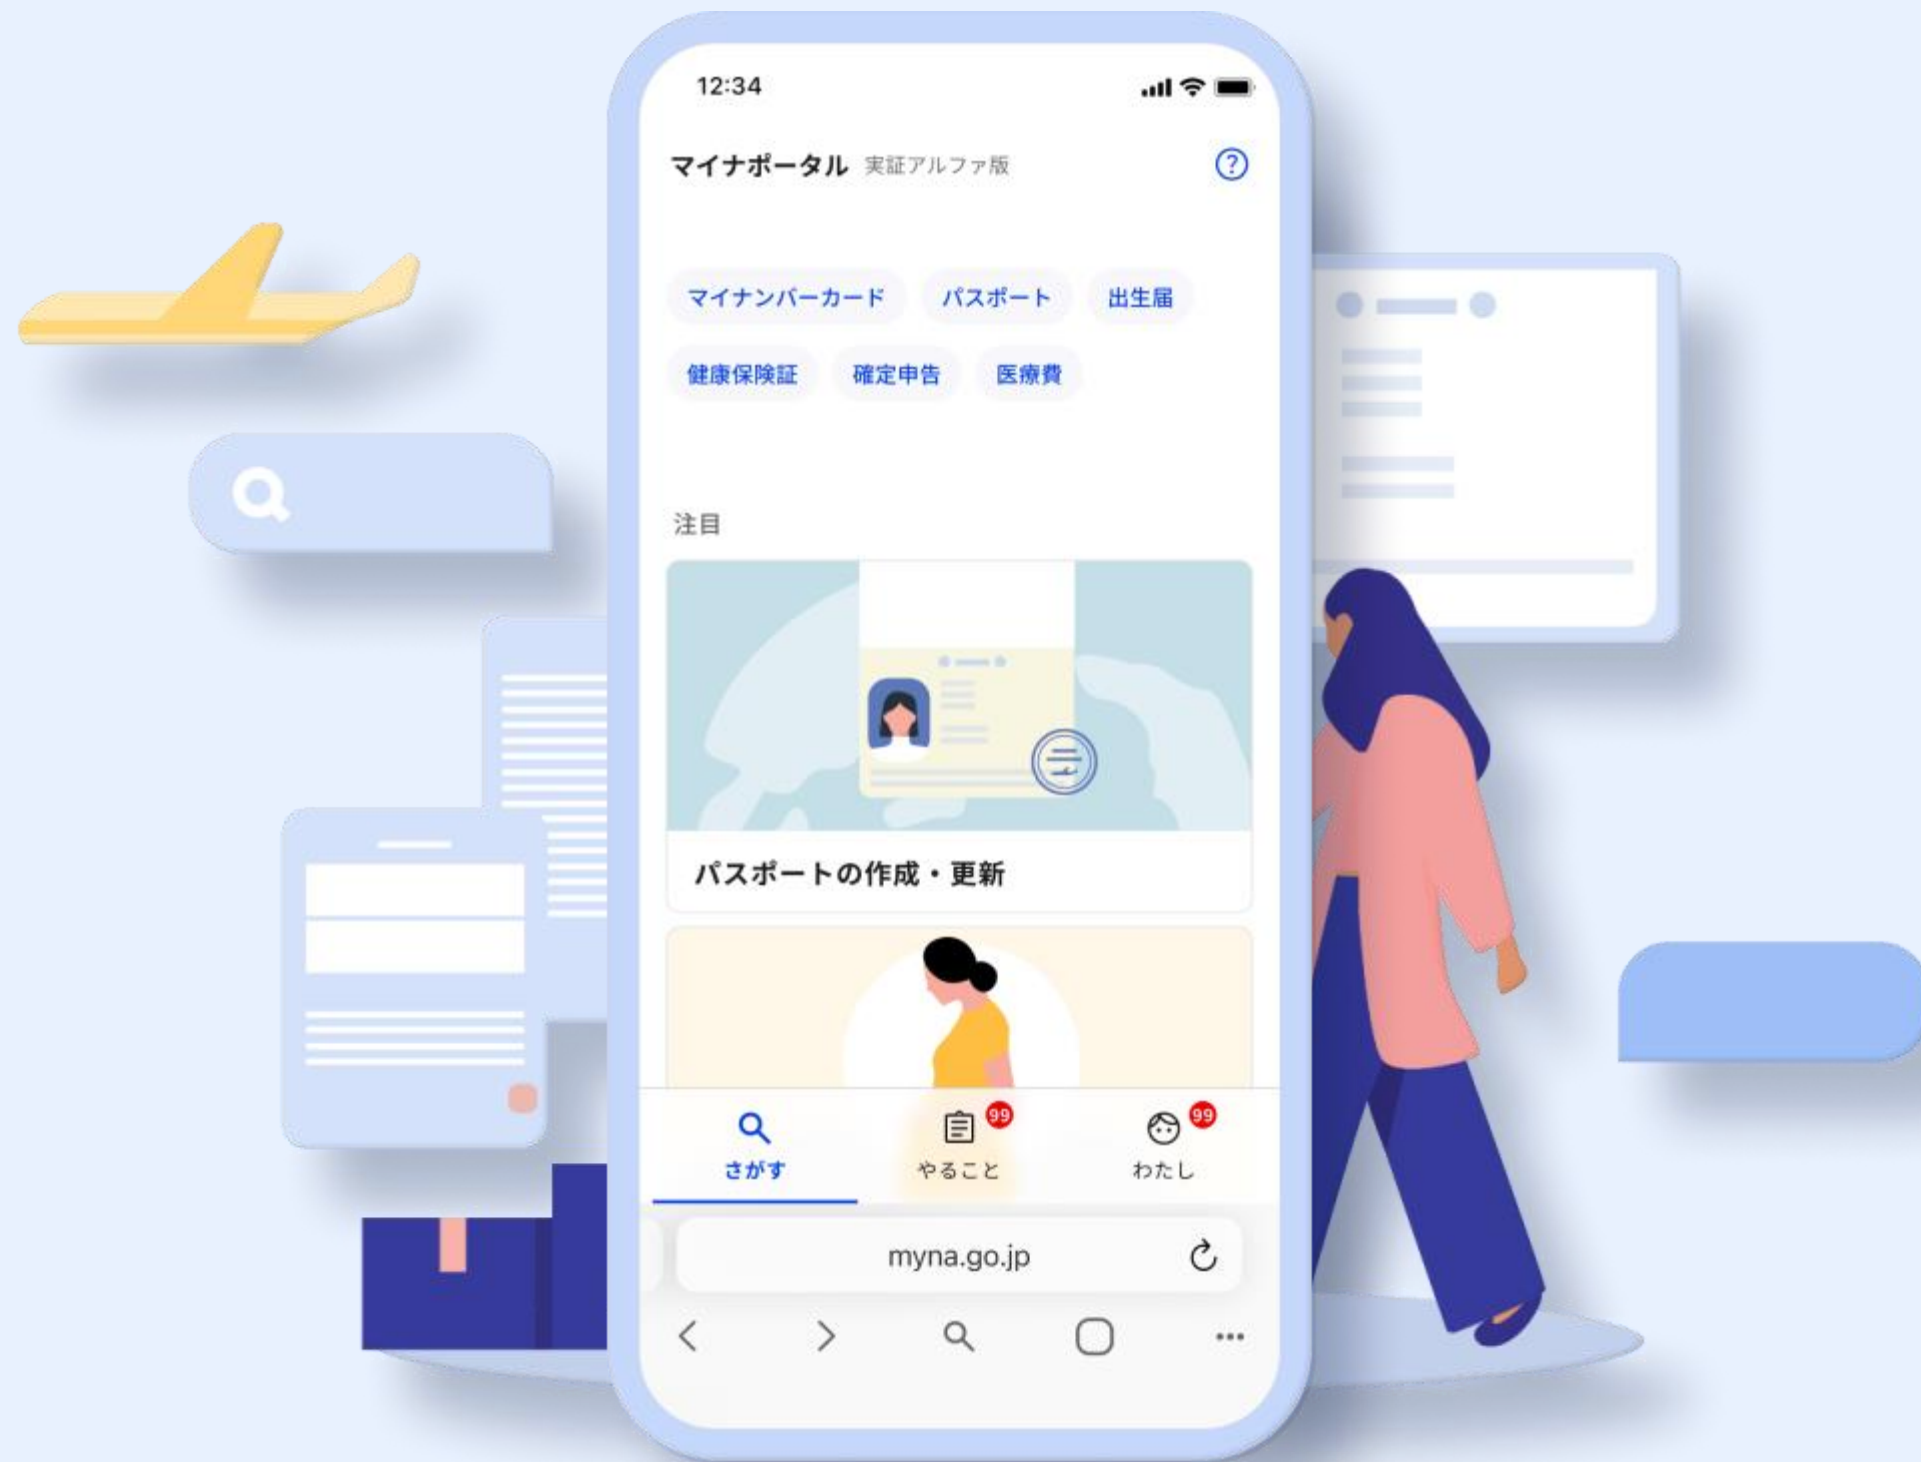 12:34
マイナポータル 実証アルファ版
マイナンバーカード パスポート 出生届
健康保険証 確定申告 医療費
注目
パスポートの作成・更新
99 99
さがす やること わたし
myna.go.jp